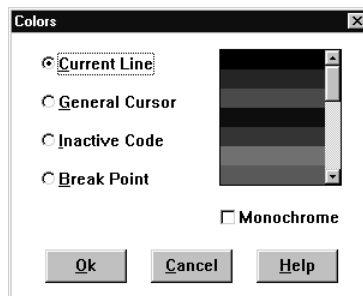 Colors
Current Line
General Cursor
Inactive Code
Break Point
Monochrome
Ok Cancel Help